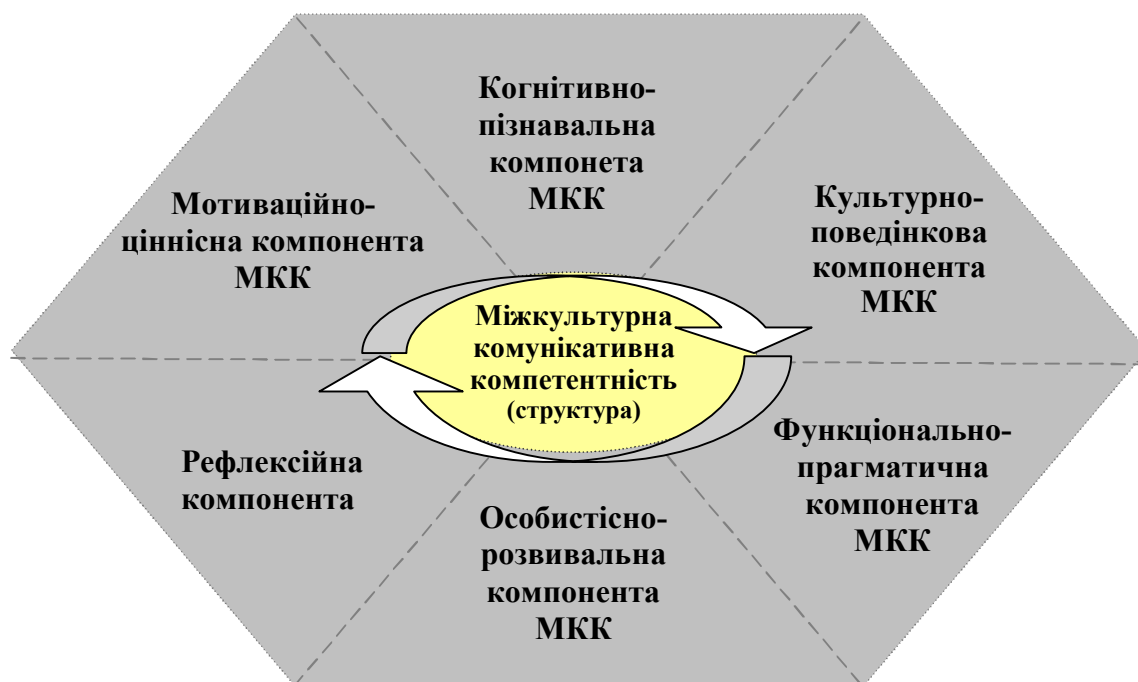 Когнітивно-
пізнавальна
компонета
МКК
Мотиваційно-
ціннісна компонента
МКК
Культурно-
поведінкова
компонента
МКК
Міжкультурна
комунікативна
компетентність
(структура)
Рефлексійна
компонента
Особистісно-
розвивальна
компонента
МКК
Функціонально-
прагматична
компонента
МКК